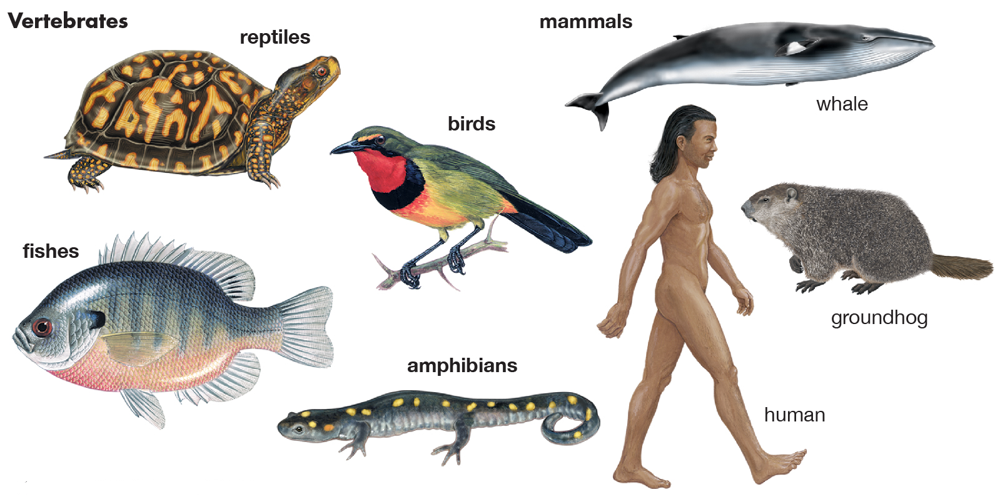 Vertebrates
reptiles
mammals
whale
birds
fishes
groundhog
amphibians
human